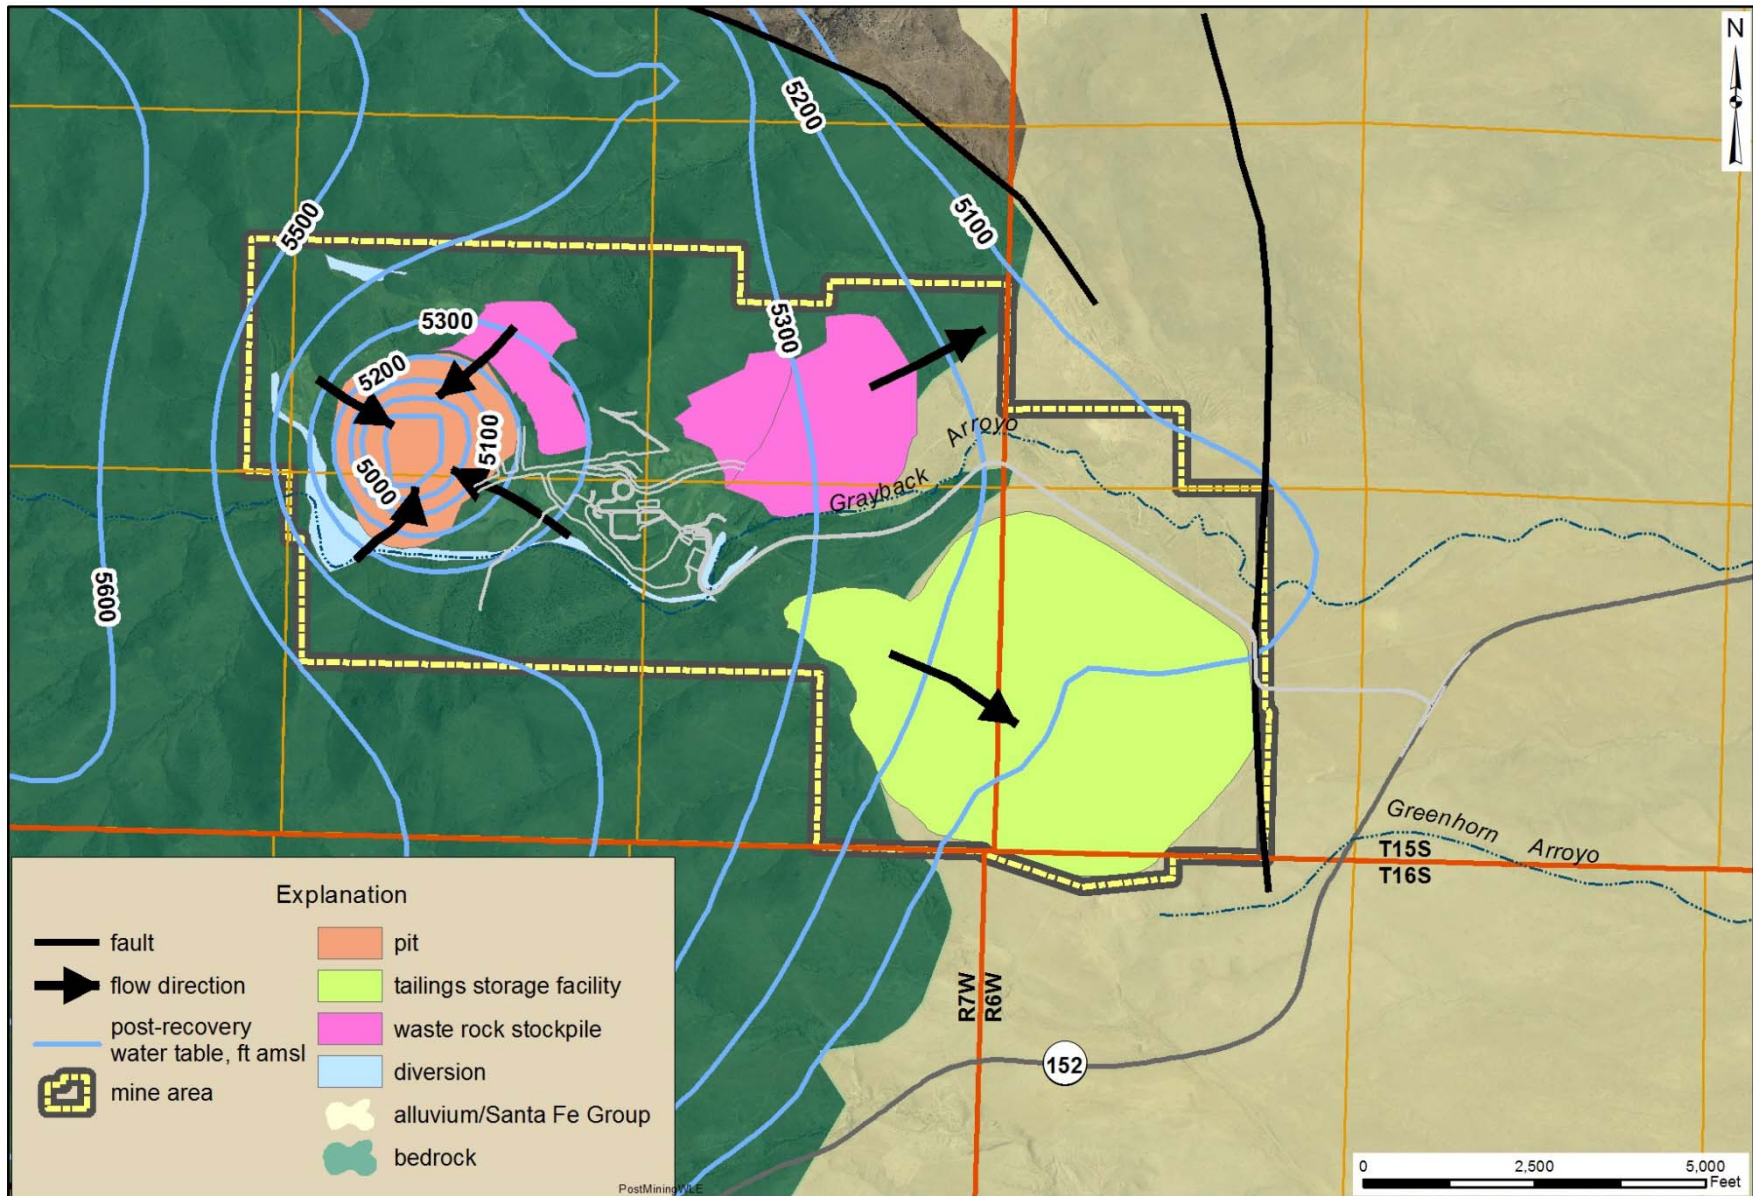 N
5200
5100
5500
5300
5300
5200
5100
5000
5600
Arroyo
Grayback
Greenhorn Arroyo
T15S
T16S
R7W
R6W
152
Explanation
fault
flow direction
post-recovery
water table, ft amsl
mine area
pit
tailings storage facility
waste rock stockpile
diversion
alluvium/Santa Fe Group
bedrock
PostMiningWLE
0 2,500 5,000
Feet